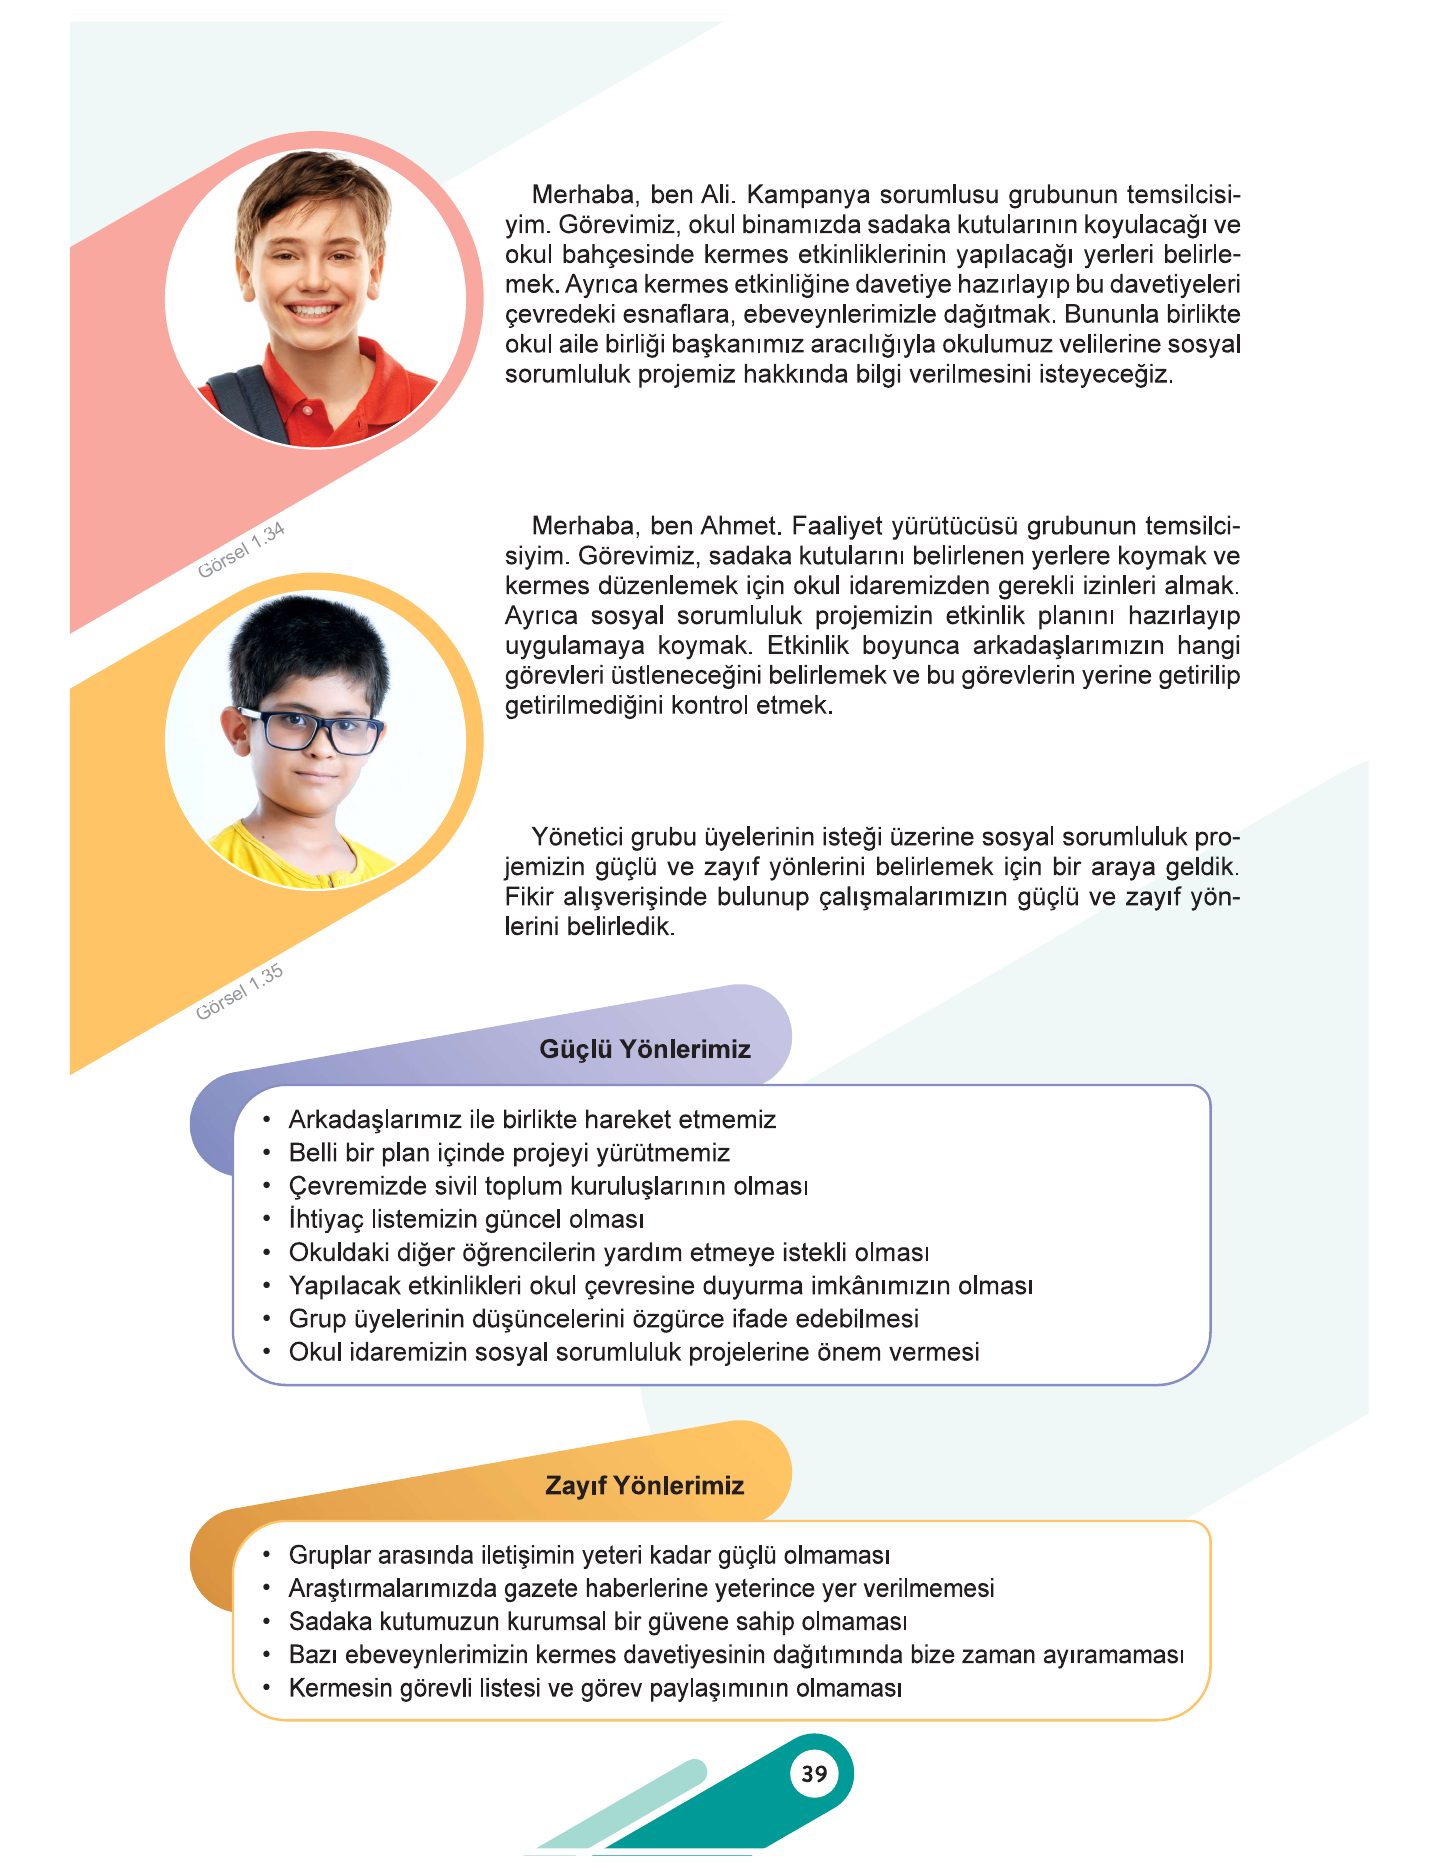 Merhaba, ben Ali. Kampanya sorumlusu grubunun temsilcisi-
yim. Görevimiz, okul binamızda sadaka kutularının koyulacağı ve
okul bahçesinde kermes etkinliklerinin yapılacağı yerleri belirle-
mek. Ayrıca kermes etkinliğine davetiye hazırlayıp bu davetiyeleri
çevredeki esnaflara, ebeveynlerimizle dağıtmak. Bununla birlikte
okul aile birliği başkanımız aracılığıyla okulumuz velilerine sosyal
sorumluluk projemiz hakkında bilgi verilmesini isteyeceğiz.
Görsel 1.34
Merhaba, ben Ahmet. Faaliyet yürütücüsü grubunun temsilci-
siyim. Görevimiz, sadaka kutularını belirlenen yerlere koymak ve
kermes düzenlemek için okul idaremizden gerekli izinleri almak.
Ayrıca sosyal sorumluluk projemizin etkinlik planını hazırlayıp
uygulamaya koymak. Etkinlik boyunca arkadaşlarımızın hangi
görevleri üstleneceğini belirlemek ve bu görevlerin yerine getirilip
getirilmediğini kontrol etmek.
Görsel 1.35
Yönetici grubu üyelerinin isteği üzerine sosyal sorumluluk pro-
jemizin güçlü ve zayıf yönlerini belirlemek için bir araya geldik.
Fikir alışverişinde bulunup çalışmalarımızın güçlü ve zayıf yön-
lerini belirledik.
Güçlü Yönlerimiz
• Arkadaşlarımız ile birlikte hareket etmemiz
• Belli bir plan içinde projeyi yürütmemiz
• Çevremizde sivil toplum kuruluşlarının olması
• İhtiyaç listemizin güncel olması
• Okuldaki diğer öğrencilerin yardım etmeye istekli olması
• Yapılacak etkinlikleri okul çevresine duyurma imkânımızın olması
• Grup üyelerinin düşüncelerini özgürce ifade edebilmesi
• Okul idaremizin sosyal sorumluluk projelerine önem vermesi
Zayıf Yönlerimiz
• Gruplar arasında iletişimin yeteri kadar güçlü olmaması
• Araştırmalarımızda gazete haberlerine yeterince yer verilmemesi
• Sadaka kutumuzun kurumsal bir güvene sahip olmaması
• Bazı ebeveynlerimizin kermes davetiyesinin dağıtımında bize zaman ayıramaması
• Kermesin görevli listesi ve görev paylaşımının olmaması
39